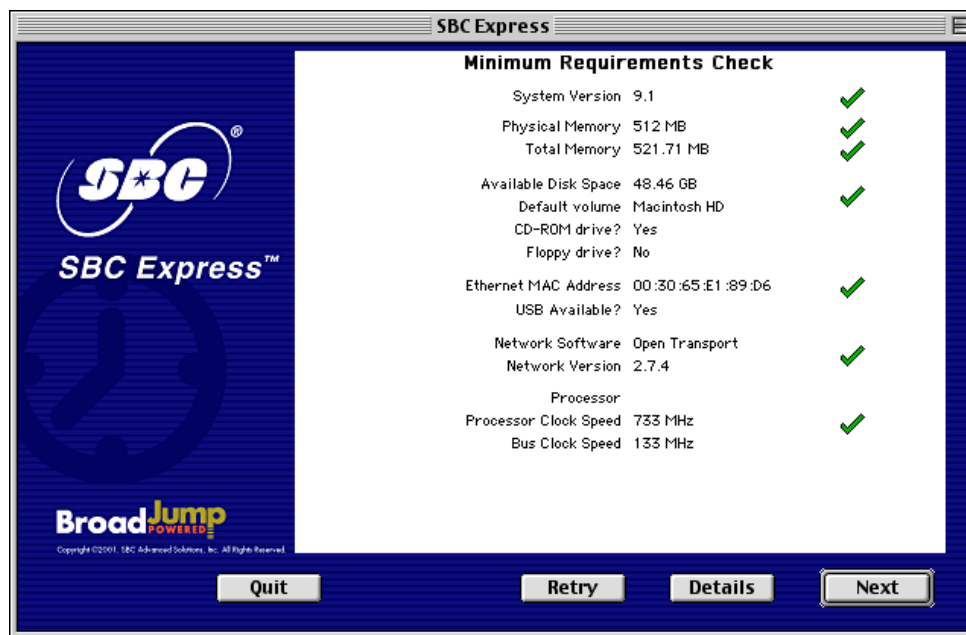 SBC Express
Minimum Requirements Check
System Version 9.1
Physical Memory 512 MB
Total Memory 521.71 MB
Available Disk Space 48.46 GB
Default volume Macintosh HD
CD-ROM drive? Yes
Floppy drive? No
Ethernet MAC Address 00:30:65:E1:89:D6
USB Available? Yes
Network Software Open Transport
Network Version 2.7.4
Processor
Processor Clock Speed 733 MHz
Bus Clock Speed 133 MHz
SBC®
SBC Express™
BroadJump
POWERED
Copyright ©2001, SBC Advanced Solutions, Inc. All Rights Reserved.
Quit Retry Details Next